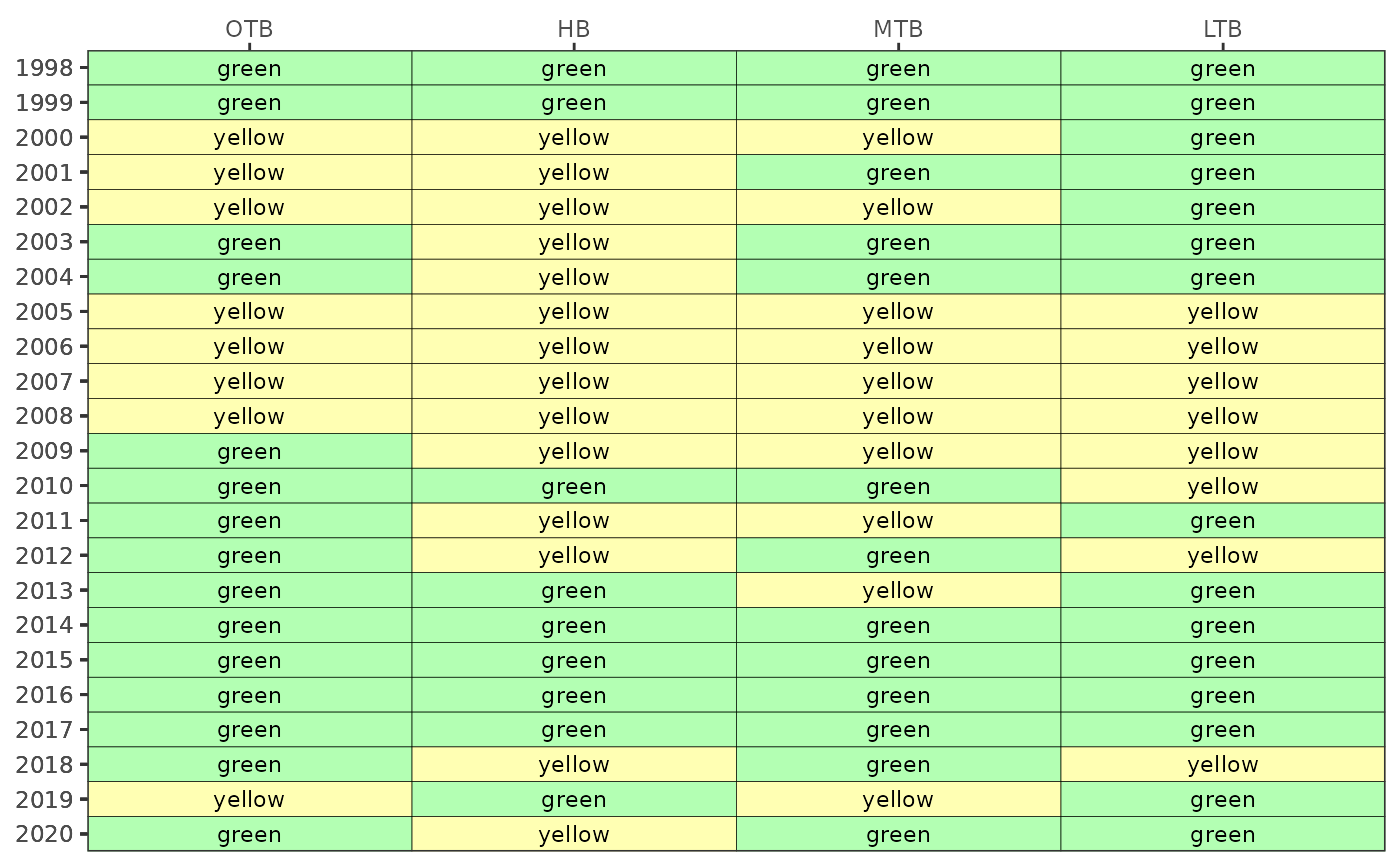 OTB HB MTB LTB
1998 green green green green
1999 green green green green
2000 yellow yellow yellow green
2001 yellow yellow green green
2002 yellow yellow yellow green
2003 green yellow green green
2004 green yellow green green
2005 yellow yellow yellow yellow
2006 yellow yellow yellow yellow
2007 yellow yellow yellow yellow
2008 yellow yellow yellow yellow
2009 green yellow yellow yellow
2010 green green green yellow
2011 green yellow yellow green
2012 green yellow green yellow
2013 green green yellow green
2014 green green green green
2015 green green green green
2016 green green green green
2017 green green green green
2018 green yellow green yellow
2019 yellow green yellow green
2020 green yellow green green